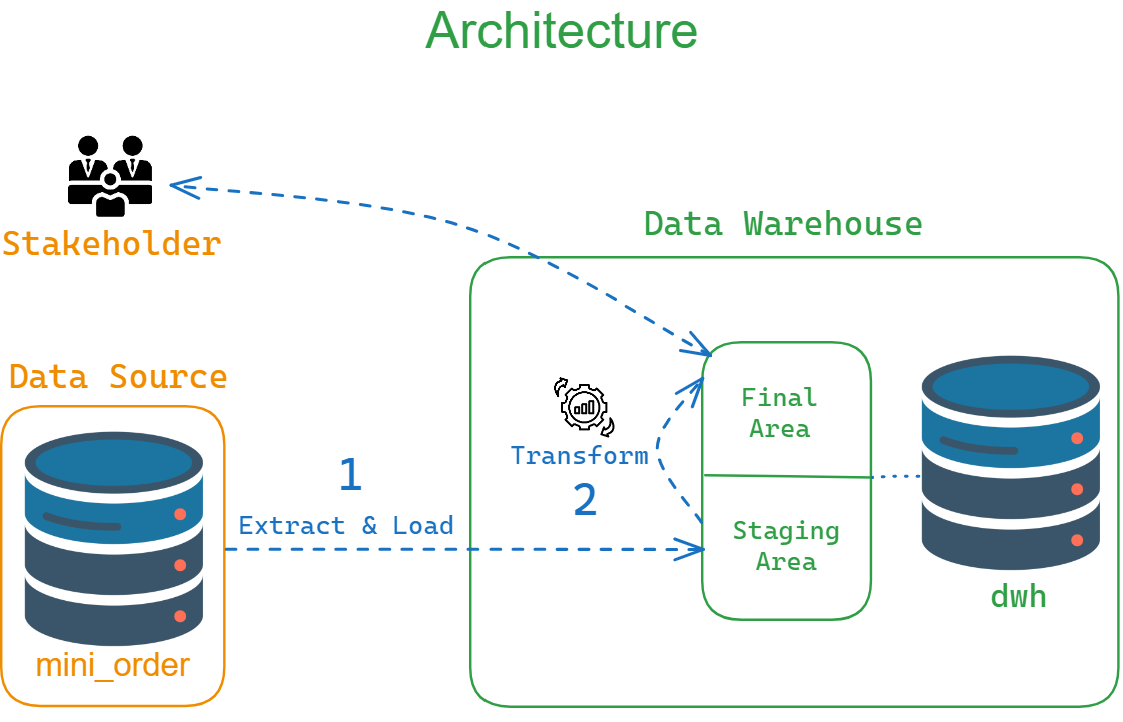 Architecture
Stakeholder
Data Warehouse
Data Source
mini_order
1
Extract & Load
Transform
2
Final
Area
Staging
Area
dwh